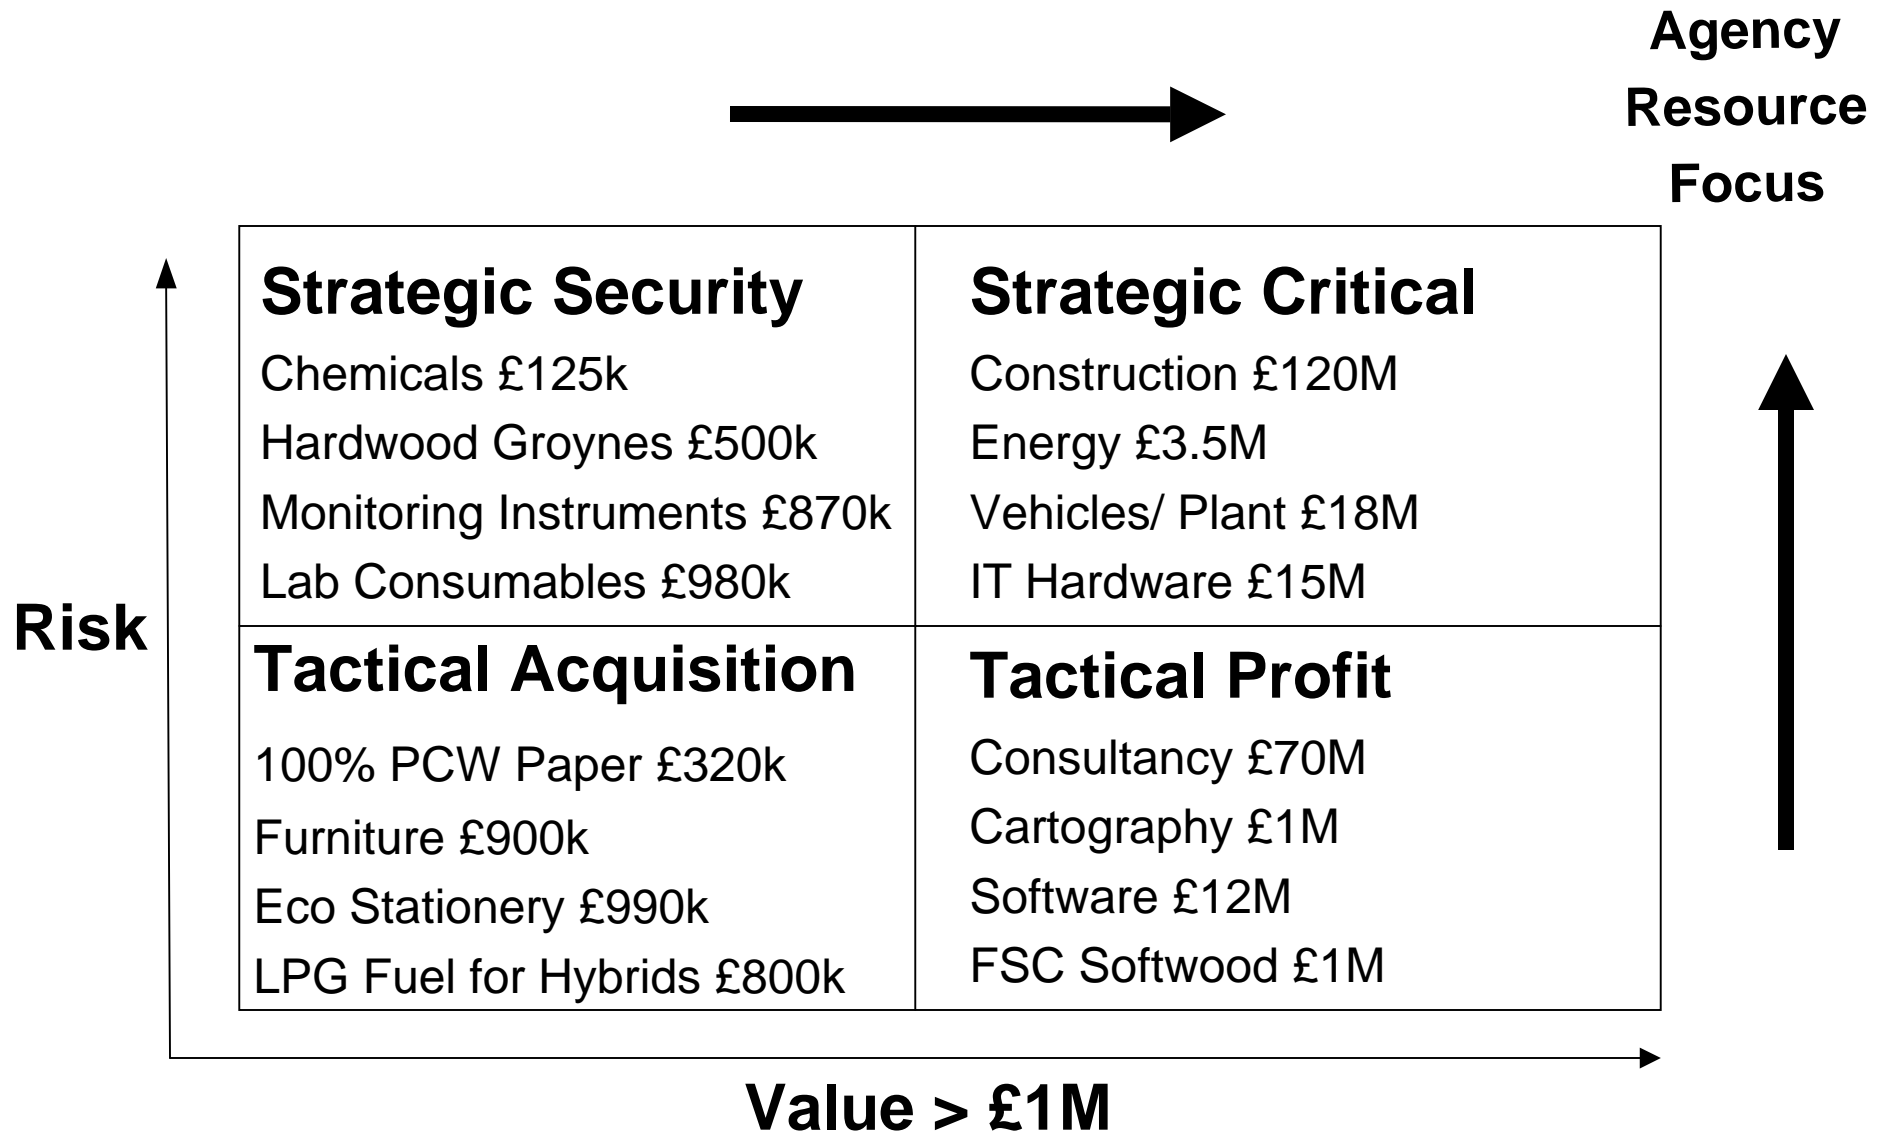 Agency
Resource
Focus
Strategic Security
Chemicals £125k
Hardwood Groynes £500k
Monitoring Instruments £870k
Lab Consumables £980k
Strategic Critical
Construction £120M
Energy £3.5M
Vehicles/ Plant £18M
IT Hardware £15M
Risk
Tactical Acquisition
100% PCW Paper £320k
Furniture £900k
Eco Stationery £990k
LPG Fuel for Hybrids £800k
Tactical Profit
Consultancy £70M
Cartography £1M
Software £12M
FSC Softwood £1M
Value > £1M